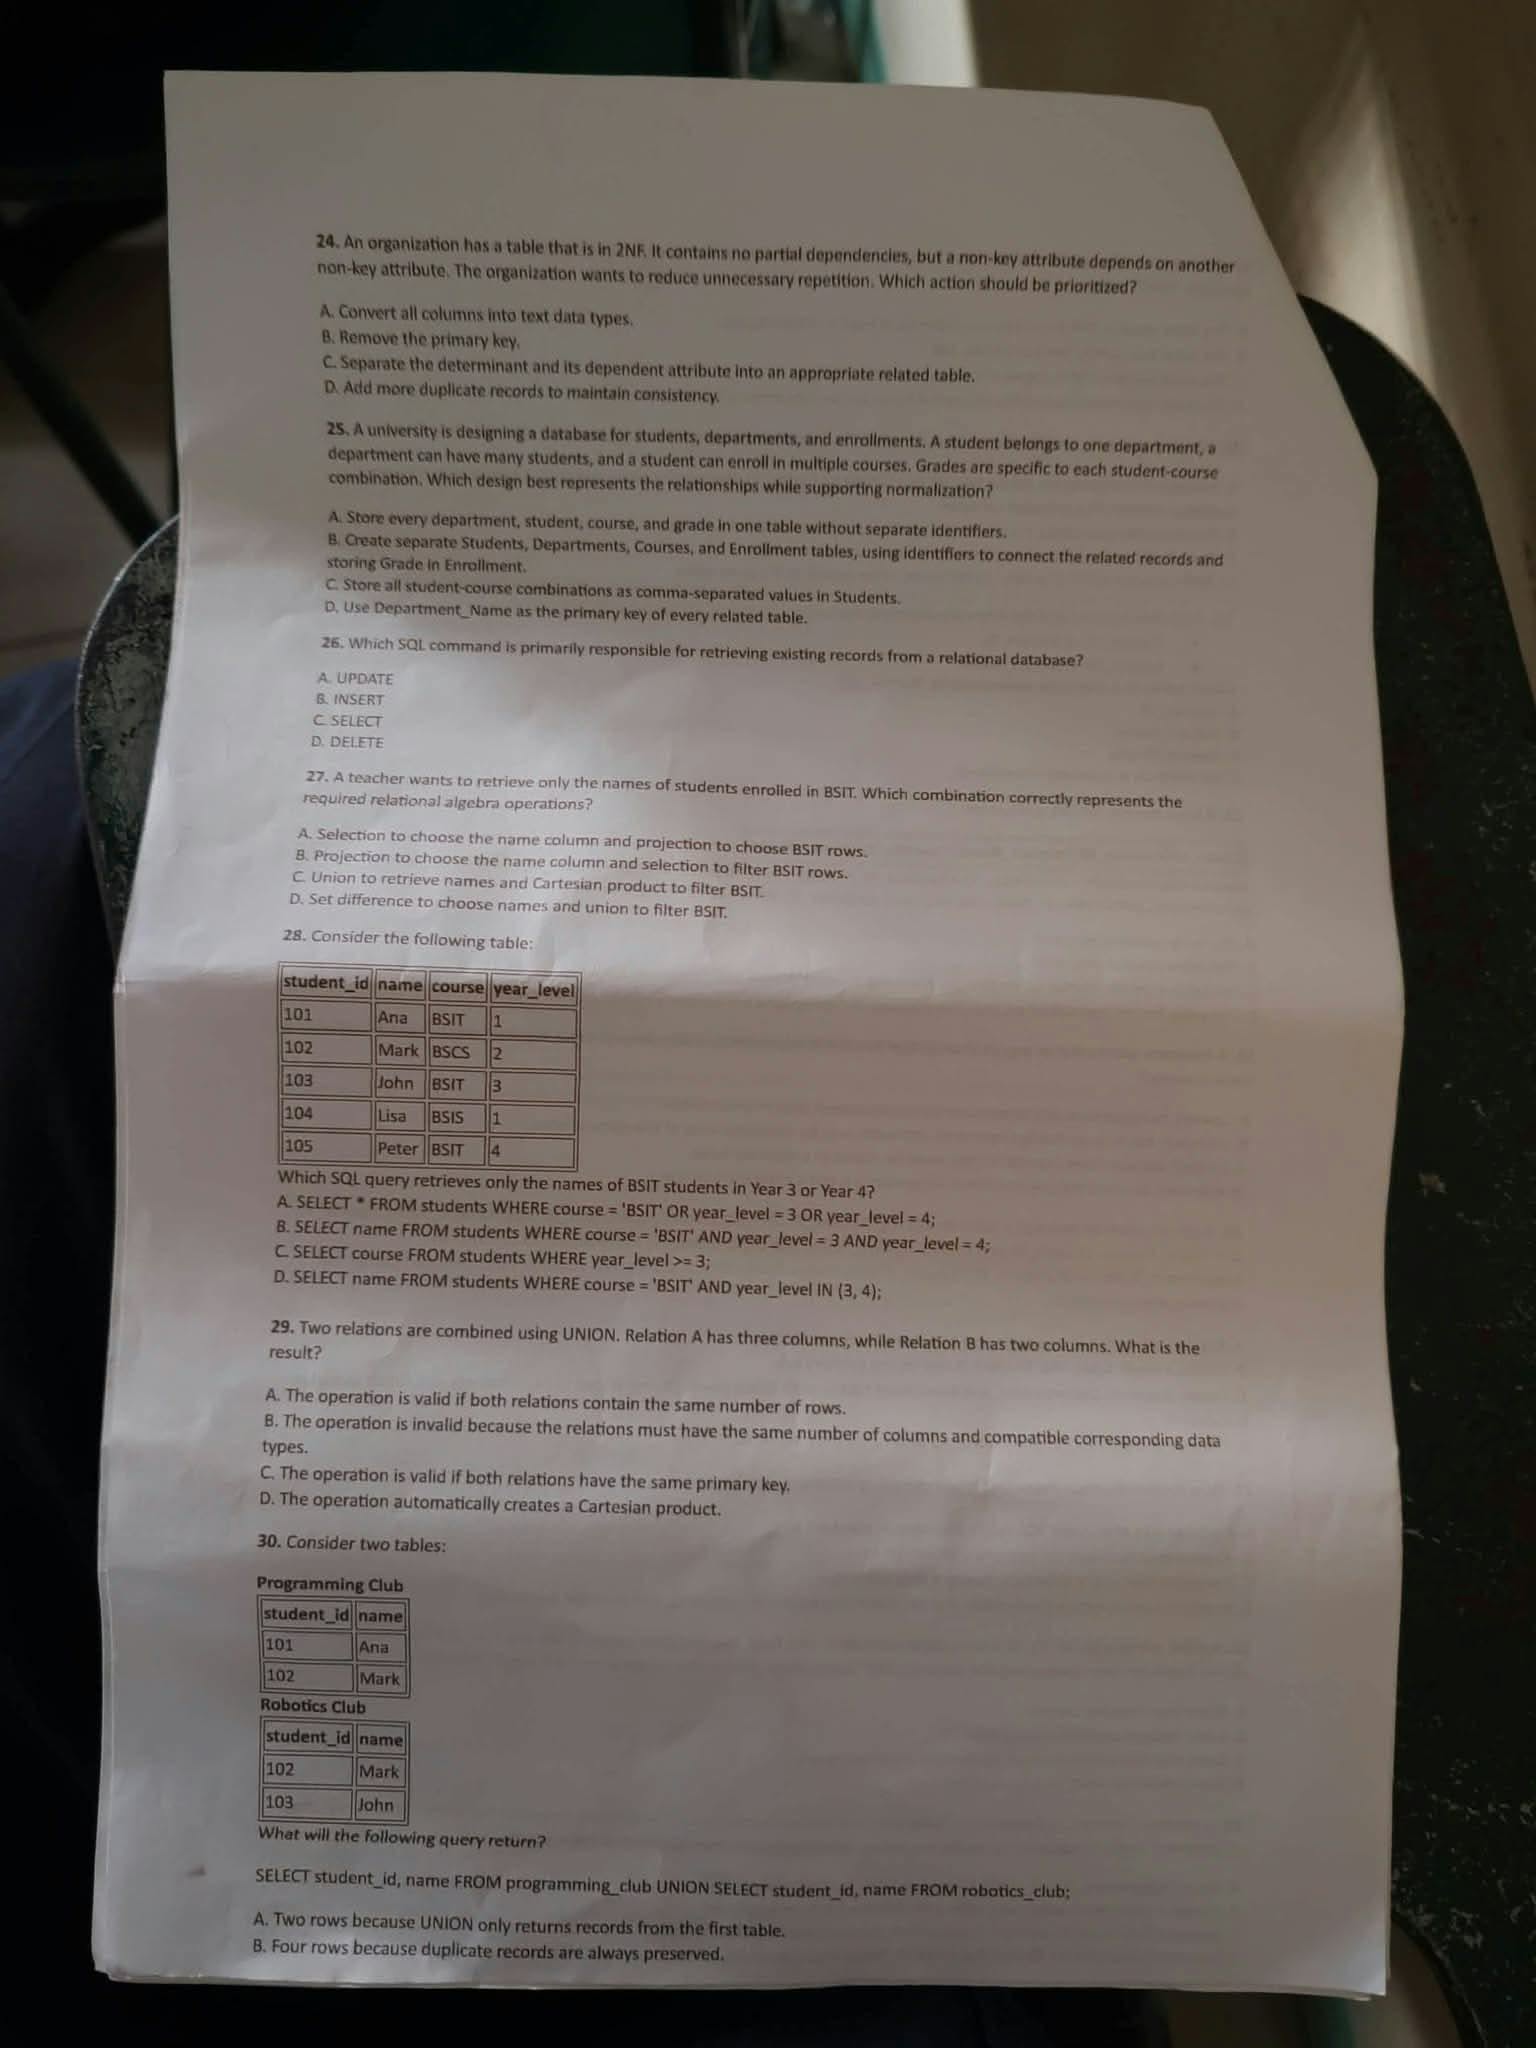 24. An organization has a table that is in 2NF. It contains no partial dependencies, but a non-key attribute depends on another
non-key attribute. The organization wants to reduce unnecessary repetition. Which action should be prioritized?
A. Convert all columns into text data types.
B. Remove the primary key.
C. Separate the determinant and its dependent attribute into an appropriate related table.
D. Add more duplicate records to maintain consistency.
25. A university is designing a database for students, departments, and enrollments. A student belongs to one department, a
department can have many students, and a student can enroll in multiple courses. Grades are specific to each student-course
combination. Which design best represents the relationships while supporting normalization?
A. Store every department, student, course, and grade in one table without separate identifiers.
B. Create separate Students, Departments, Courses, and Enrollment tables, using identifiers to connect the related records and
storing Grade in Enrollment.
C. Store all student-course combinations as comma-separated values in Students.
D. Use Department_Name as the primary key of every related table.
26. Which SQL command is primarily responsible for retrieving existing records from a relational database?
A. UPDATE
B. INSERT
C. SELECT
D. DELETE
27. A teacher wants to retrieve only the names of students enrolled in BSIT. Which combination correctly represents the
required relational algebra operations?
A. Selection to choose the name column and projection to choose BSIT rows.
B. Projection to choose the name column and selection to filter BSIT rows.
C. Union to retrieve names and Cartesian product to filter BSIT.
D. Set difference to choose names and union to filter BSIT.
28. Consider the following table:
student_id name course year_level
101 Ana BSIT 1
102 Mark BSCS 2
103 John BSIT 3
104 Lisa BSIS 1
105 Peter BSIT 4
Which SQL query retrieves only the names of BSIT students in Year 3 or Year 4?
A. SELECT * FROM students WHERE course = 'BSIT' OR year_level = 3 OR year_level = 4;
B. SELECT name FROM students WHERE course = 'BSIT' AND year_level = 3 AND year_level = 4;
C. SELECT course FROM students WHERE year_level >= 3;
D. SELECT name FROM students WHERE course = 'BSIT' AND year_level IN (3, 4);
29. Two relations are combined using UNION. Relation A has three columns, while Relation B has two columns. What is the
result?
A. The operation is valid if both relations contain the same number of rows.
B. The operation is invalid because the relations must have the same number of columns and compatible corresponding data
types.
C. The operation is valid if both relations have the same primary key.
D. The operation automatically creates a Cartesian product.
30. Consider two tables:
Programming Club
student_id name
101 Ana
102 Mark
Robotics Club
student_id name
102 Mark
103 John
What will the following query return?
SELECT student_id, name FROM programming_club UNION SELECT student_id, name FROM robotics_club;
A. Two rows because UNION only returns records from the first table.
B. Four rows because duplicate records are always preserved.